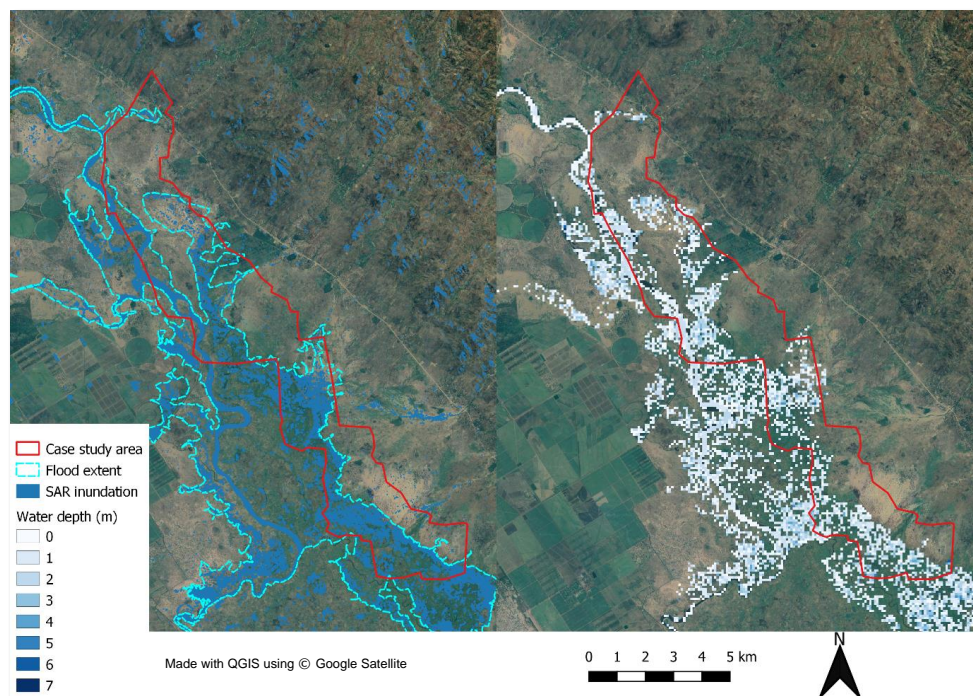 Case study area
Flood extent
SAR inundation
Water depth (m)
0
1
2
3
4
5
6
7
Made with QGIS using © Google Satellite
0 1 2 3 4 5 km
N